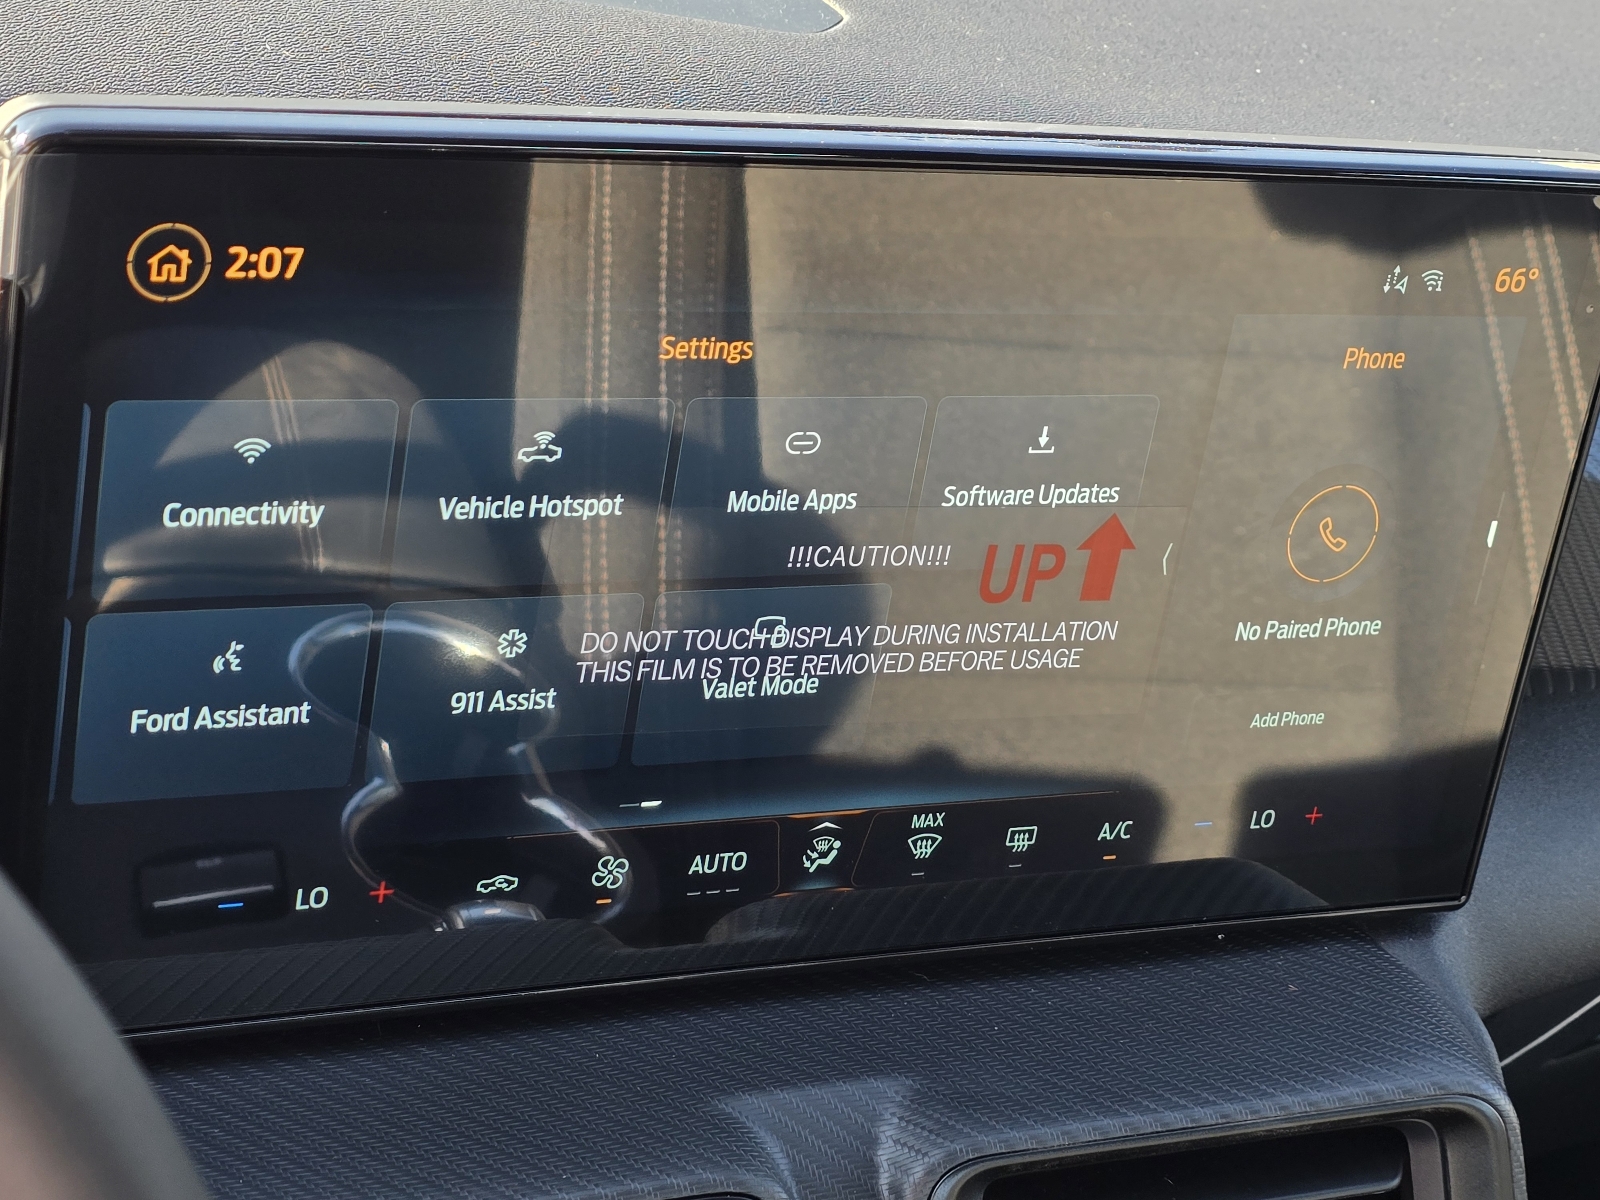 2:07
66°
Settings
Phone
Connectivity
Vehicle Hotspot
Mobile Apps
Software Updates
!!!CAUTION!!!
UP
DO NOT TOUCH DISPLAY DURING INSTALLATION
THIS FILM IS TO BE REMOVED BEFORE USAGE
Ford Assistant
911 Assist
Valet Mode
No Paired Phone
Add Phone
LO
AUTO
MAX
A/C
LO